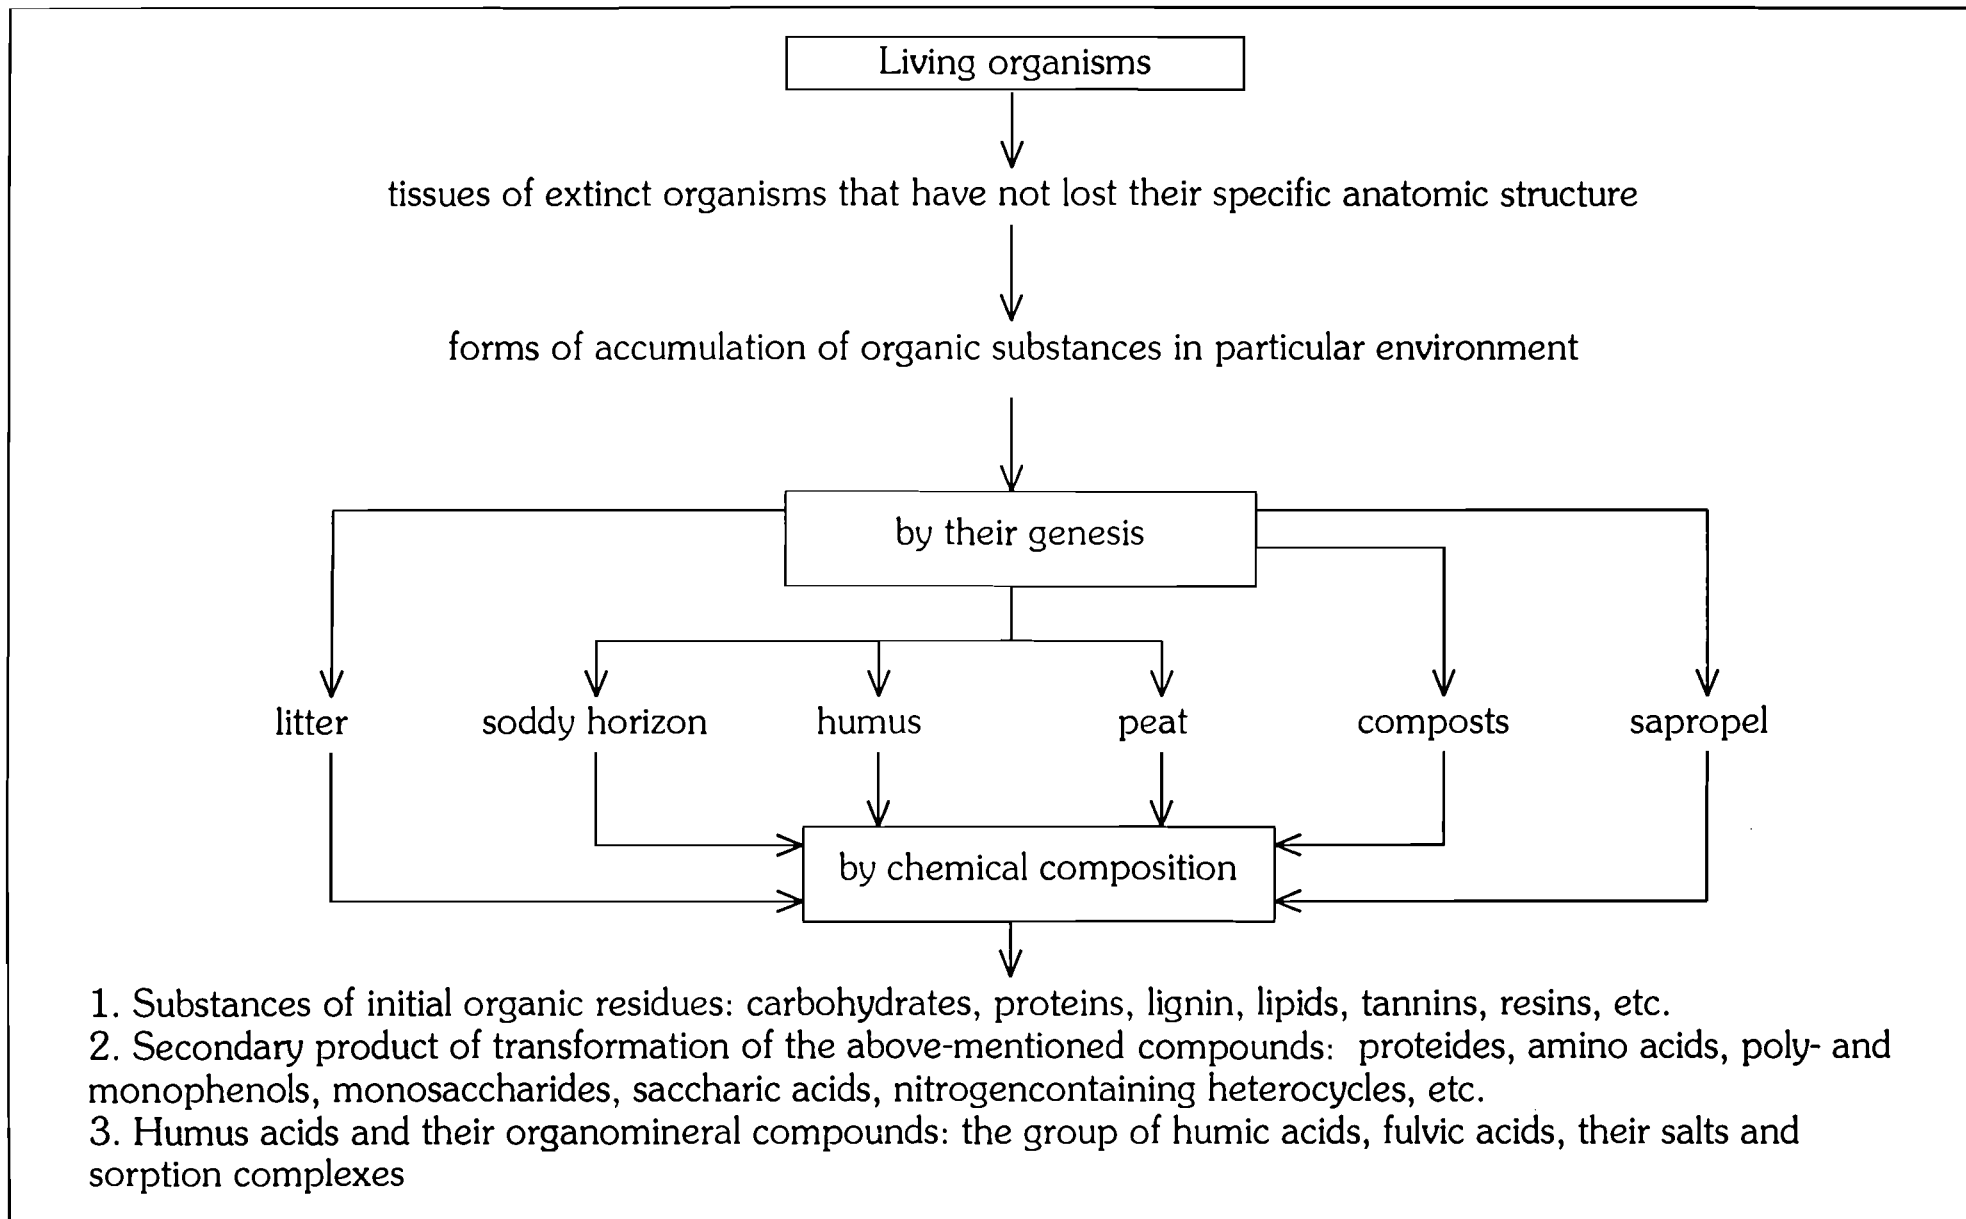 Living organisms
tissues of extinct organisms that have not lost their specific anatomic structure
forms of accumulation of organic substances in particular environment
by their genesis
litter
soddy horizon
humus
peat
composts
sapropel
by chemical composition
1. Substances of initial organic residues: carbohydrates, proteins, lignin, lipids, tannins, resins, etc.
2. Secondary product of transformation of the above-mentioned compounds: proteides, amino acids, poly- and
monophenols, monosaccharides, saccharic acids, nitrogencontaining heterocycles, etc.
3. Humus acids and their organomineral compounds: the group of humic acids, fulvic acids, their salts and
sorption complexes